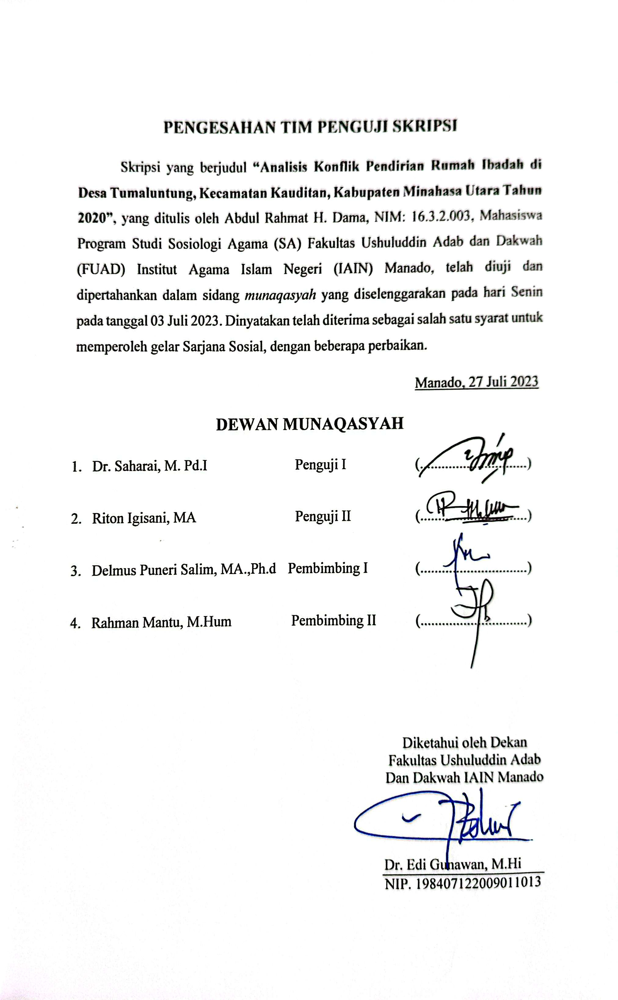 PENGESAHAN TIM PENGUJI SKRIPSI
Skripsi yang berjudul “Analisis Konflik Pendirian Rumah Ibadah di
Desa Tumaluntung, Kecamatan Kauditan, Kabupaten Minahasa Utara Tahun
2020”, yang ditulis oleh Abdul Rahmat H. Dama, NIM: 16.3.2.003, Mahasiswa
Program Studi Sosiologi Agama (SA) Fakultas Ushuluddin Adab dan Dakwah
(FUAD) Institut Agama Islam Negeri (IAIN) Manado, telah diuji dan
dipertahankan dalam sidang munaqasyah yang diselenggarakan pada hari Senin
pada tanggal 03 Juli 2023. Dinyatakan telah diterima sebagai salah satu syarat untuk
memperoleh gelar Sarjana Sosial, dengan beberapa perbaikan.
Manado, 27 Juli 2023
DEWAN MUNAQASYAH
1. Dr. Saharai, M. Pd.I Penguji I (..............................)
2. Riton Igisani, MA Penguji II (..............................)
3. Delmus Puneri Salim, MA.,Ph.d Pembimbing I (..............................)
4. Rahman Mantu, M.Hum Pembimbing II (..............................)
Diketahui oleh Dekan
Fakultas Ushuluddin Adab
Dan Dakwah IAIN Manado
Dr. Edi Gunawan, M.Hi
NIP. 198407122009011013